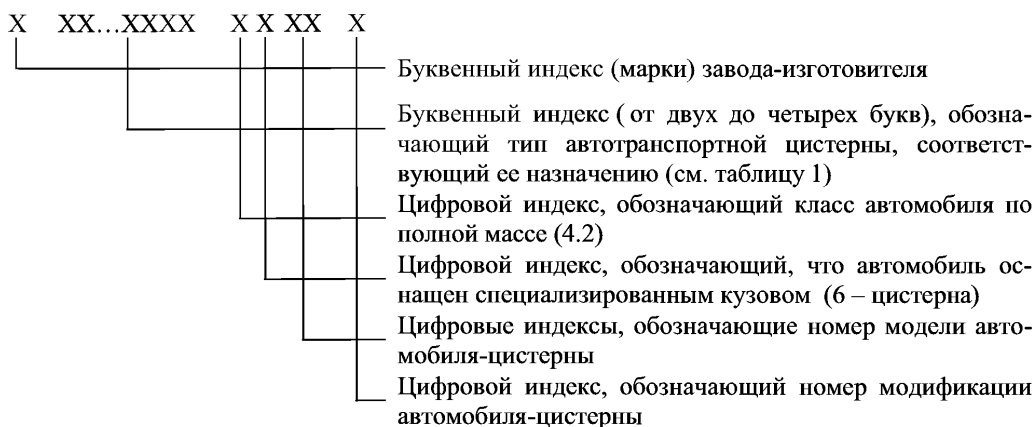 X XX…XXXX X X XX X
Буквенный индекс (марки) завода-изготовителя
Буквенный индекс ( от двух до четырех букв), обозна-
чающий тип автотранспортной цистерны, соответст-
вующий ее назначению (см. таблицу 1)
Цифровой индекс, обозначающий класс автомобиля по
полной массе (4.2)
Цифровой индекс, обозначающий, что автомобиль ос-
нащен специализированным кузовом (6 – цистерна)
Цифровые индексы, обозначающие номер модели авто-
мобиля-цистерны
Цифровой индекс, обозначающий номер модификации
автомобиля-цистерны